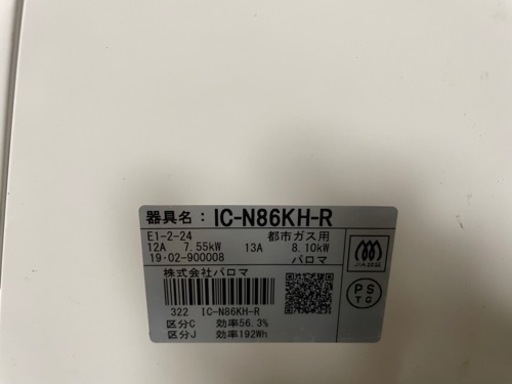 器具名: IC-N86KH-R
E1-2-24 都市ガス用
12A 7.55kW 13A 8.10kW
19・02-900008 パロマ
株式会社パロマ
322 IC-N86KH-R
区分C 効率56.3%
区分J 効率192Wh
PS
TG